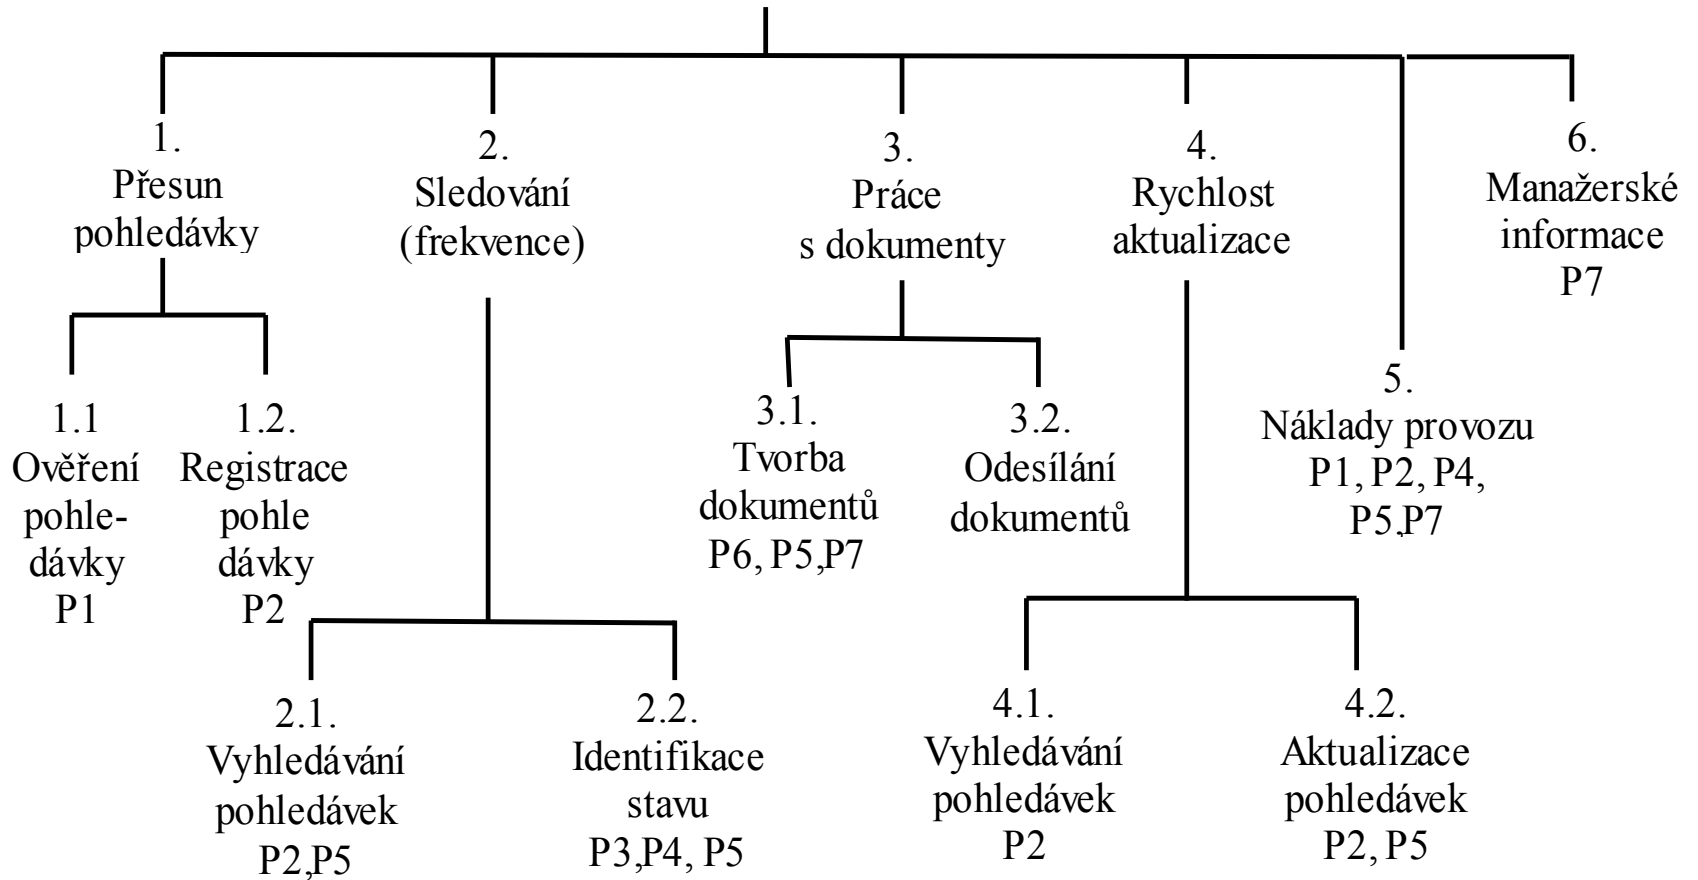 1.
Přesun
pohledávky
2.
Sledování
(frekvence)
3.
Práce
s dokumenty
4.
Rychlost
aktualizace
6.
Manažerské
informace
P7
5.
Náklady provozu
P1, P2, P4,
P5,P7
1.1
Ověření
pohle-
dávky
P1
1.2.
Registrace
pohle
dávky
P2
3.1.
Tvorba
dokumentů
P6, P5,P7
3.2.
Odesílání
dokumentů
2.1.
Vyhledávání
pohledávek
P2,P5
2.2.
Identifikace
stavu
P3,P4, P5
4.1.
Vyhledávání
pohledávek
P2
4.2.
Aktualizace
pohledávek
P2, P5